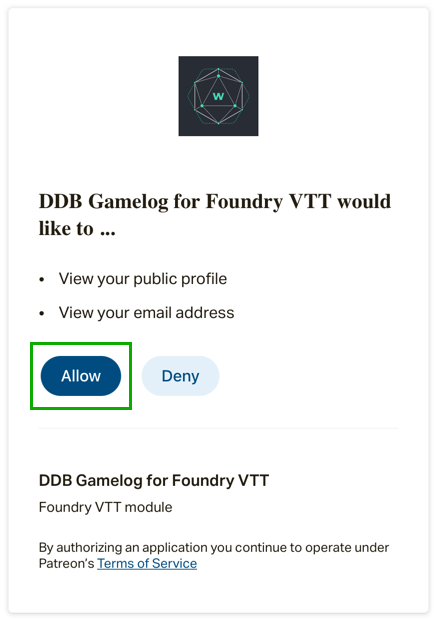 W
DDB Gamelog for Foundry VTT would
like to ...
• View your public profile
• View your email address
Allow
Deny
DDB Gamelog for Foundry VTT
Foundry VTT module
By authorizing an application you continue to operate under
Patreon's Terms of Service